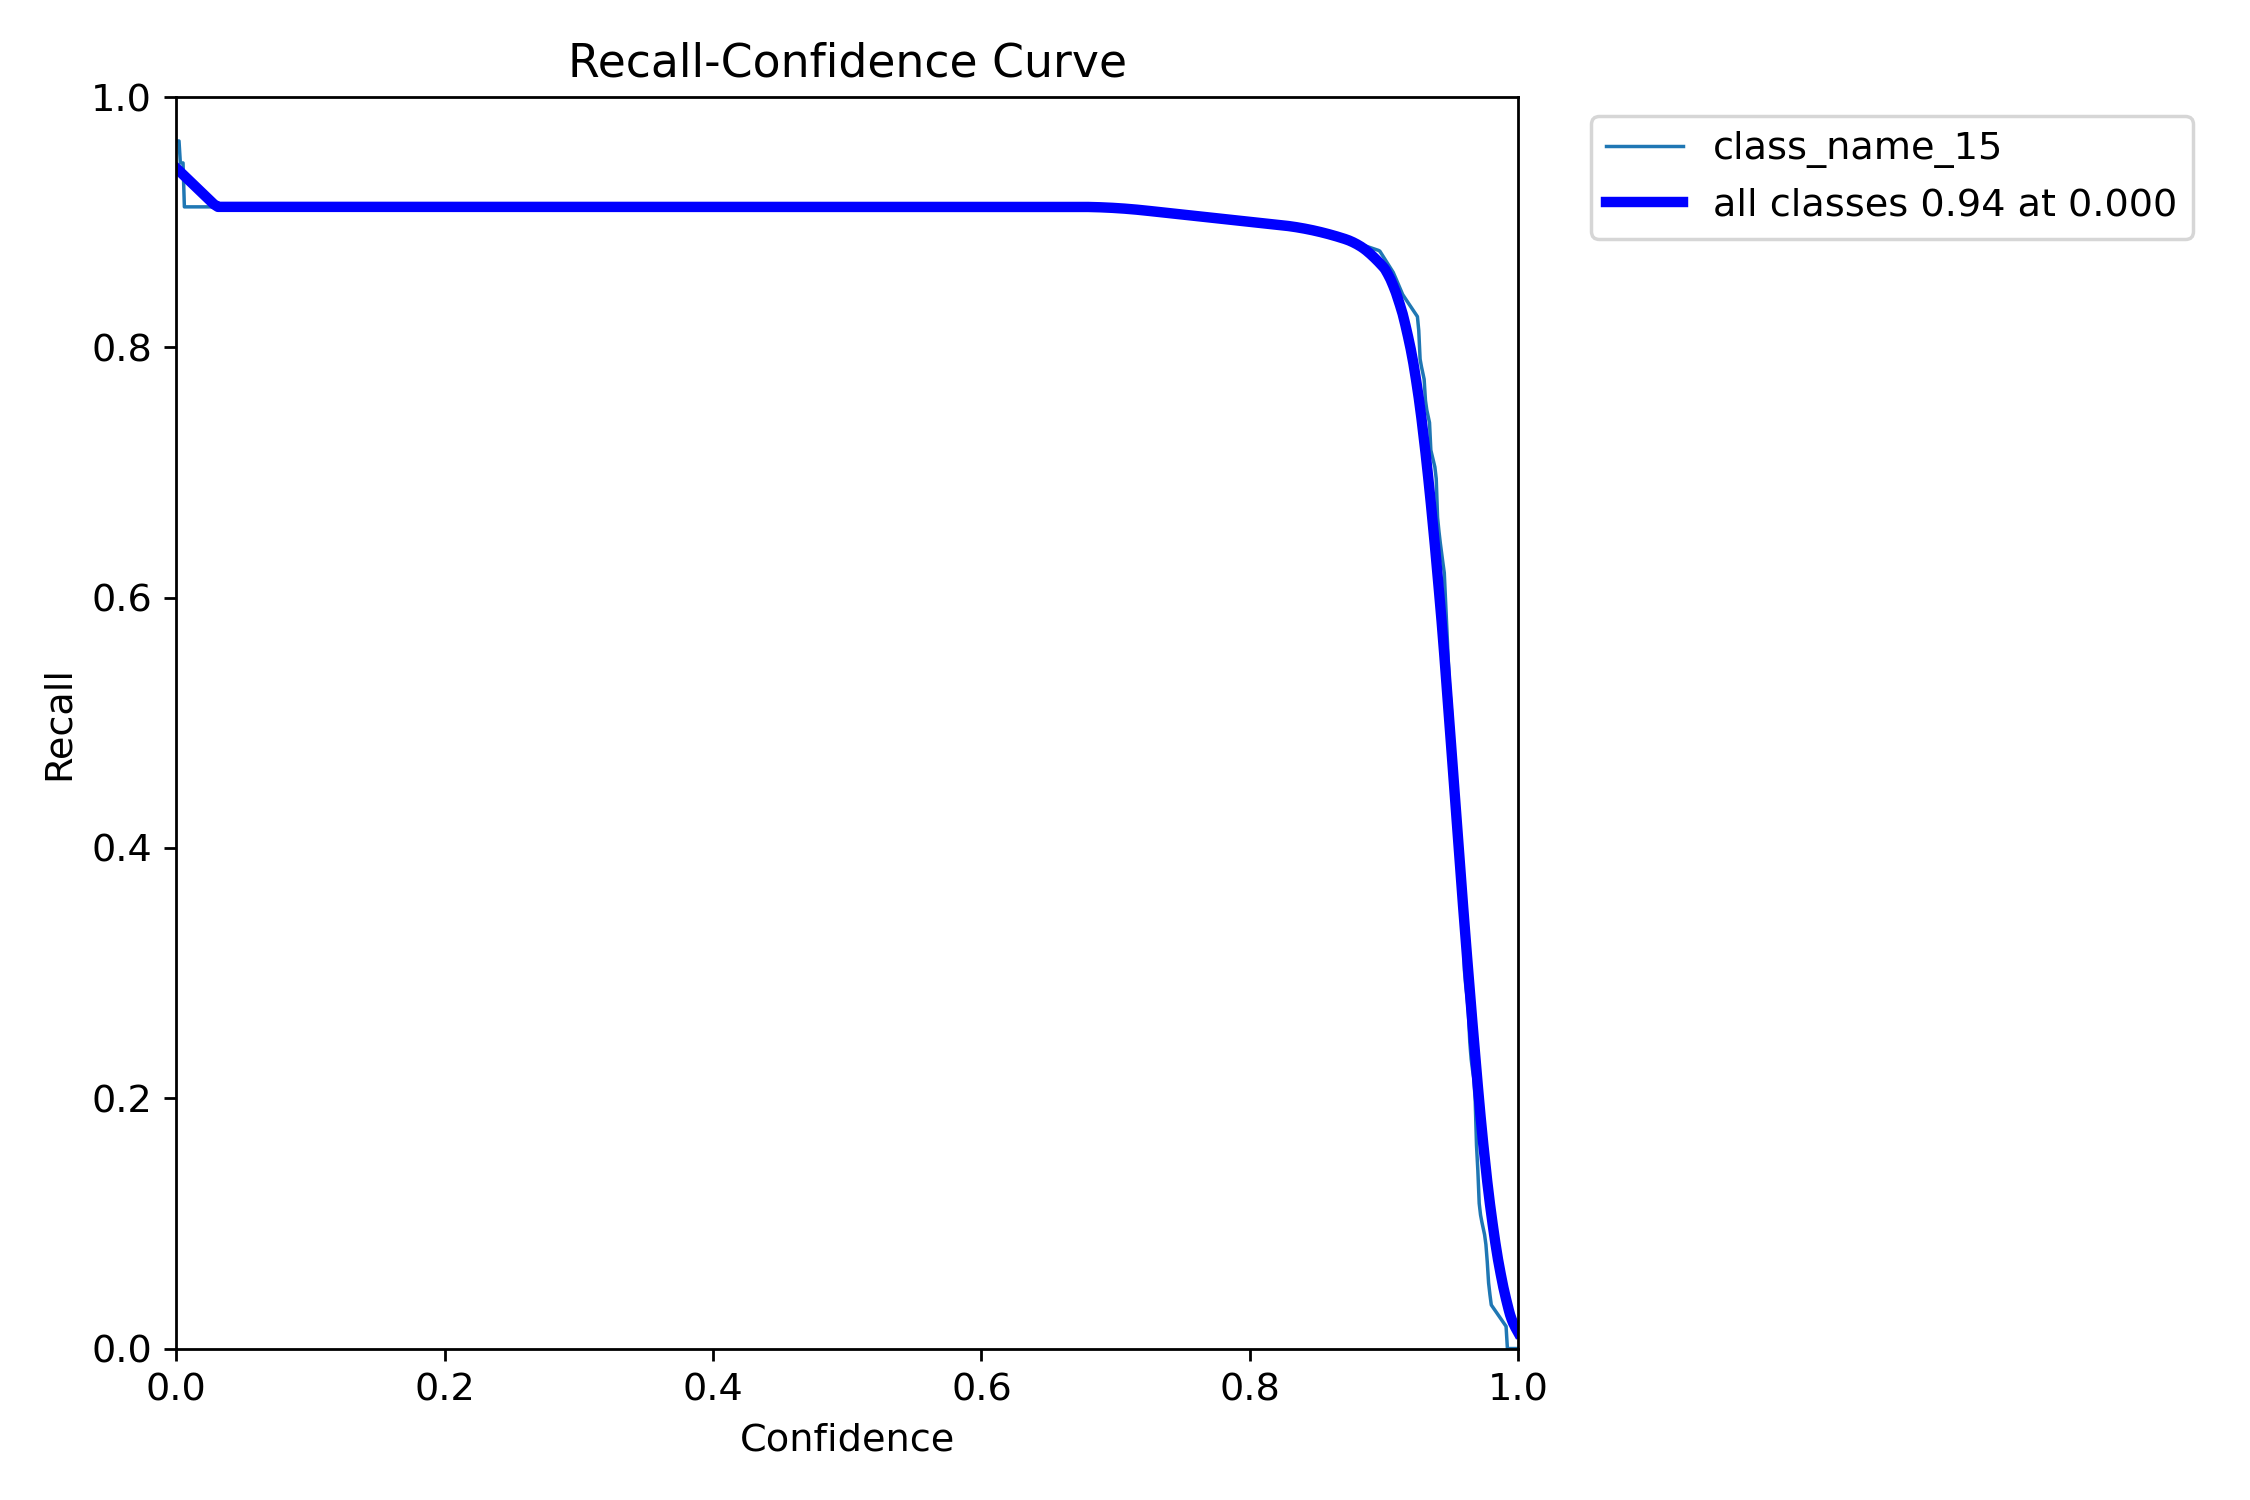 Recall-Confidence Curve
1.0
0.8
0.6
0.4
0.2
0.0
Recall
0.0 0.2 0.4 0.6 0.8 1.0
Confidence
class_name_15
all classes 0.94 at 0.000